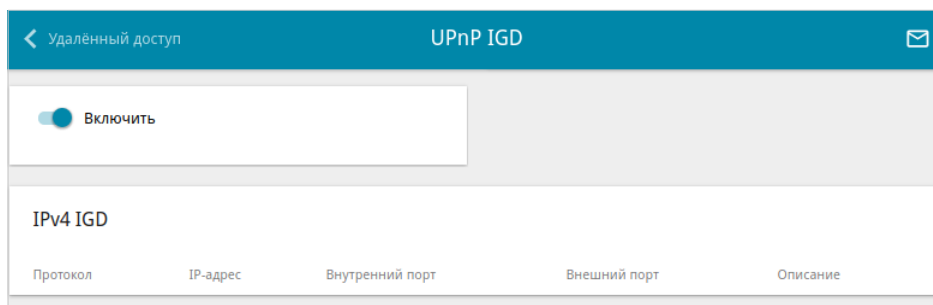 Удалённый доступ UPnP IGD
Включить
IPv4 IGD
Протокол IP-адрес Внутренний порт Внешний порт Описание